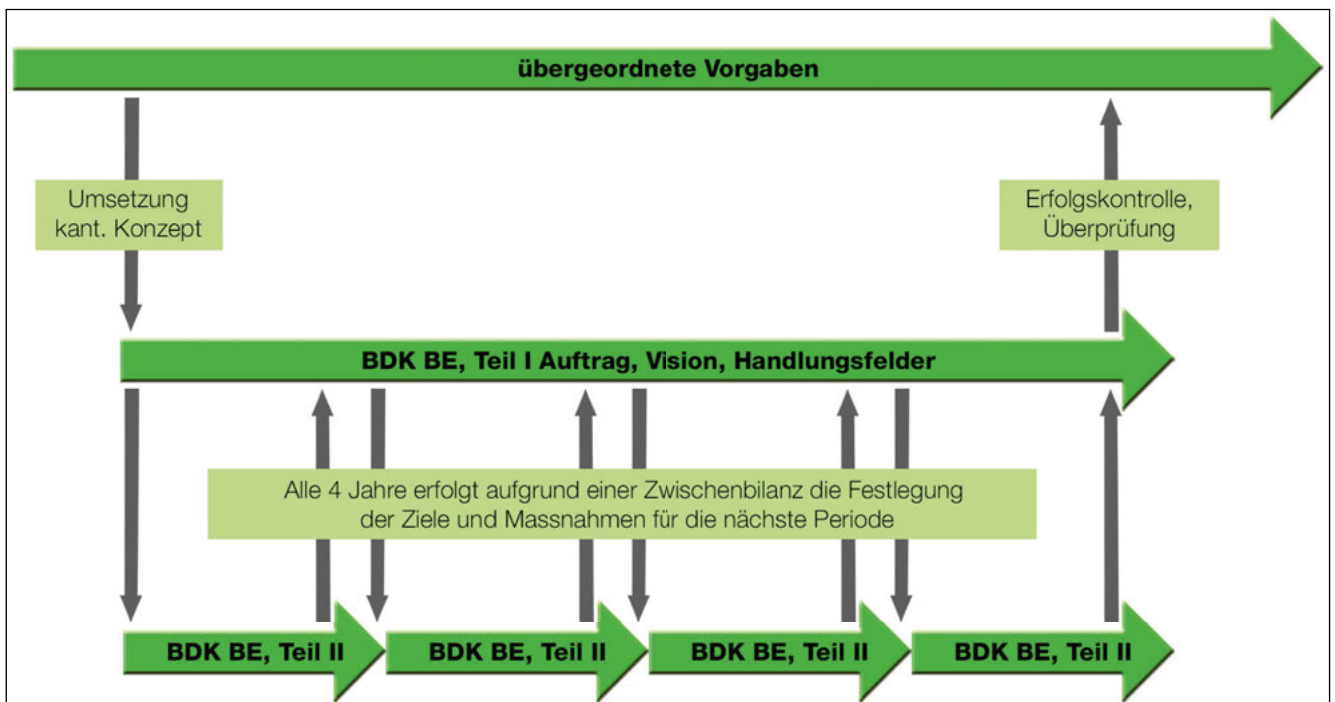 übergeordnete Vorgaben
Umsetzung
kant. Konzept
Erfolgskontrolle,
Überprüfung
BDK BE, Teil I Auftrag, Vision, Handlungsfelder
Alle 4 Jahre erfolgt aufgrund einer Zwischenbilanz die Festlegung
der Ziele und Massnahmen für die nächste Periode
BDK BE, Teil II
BDK BE, Teil II
BDK BE, Teil II
BDK BE, Teil II